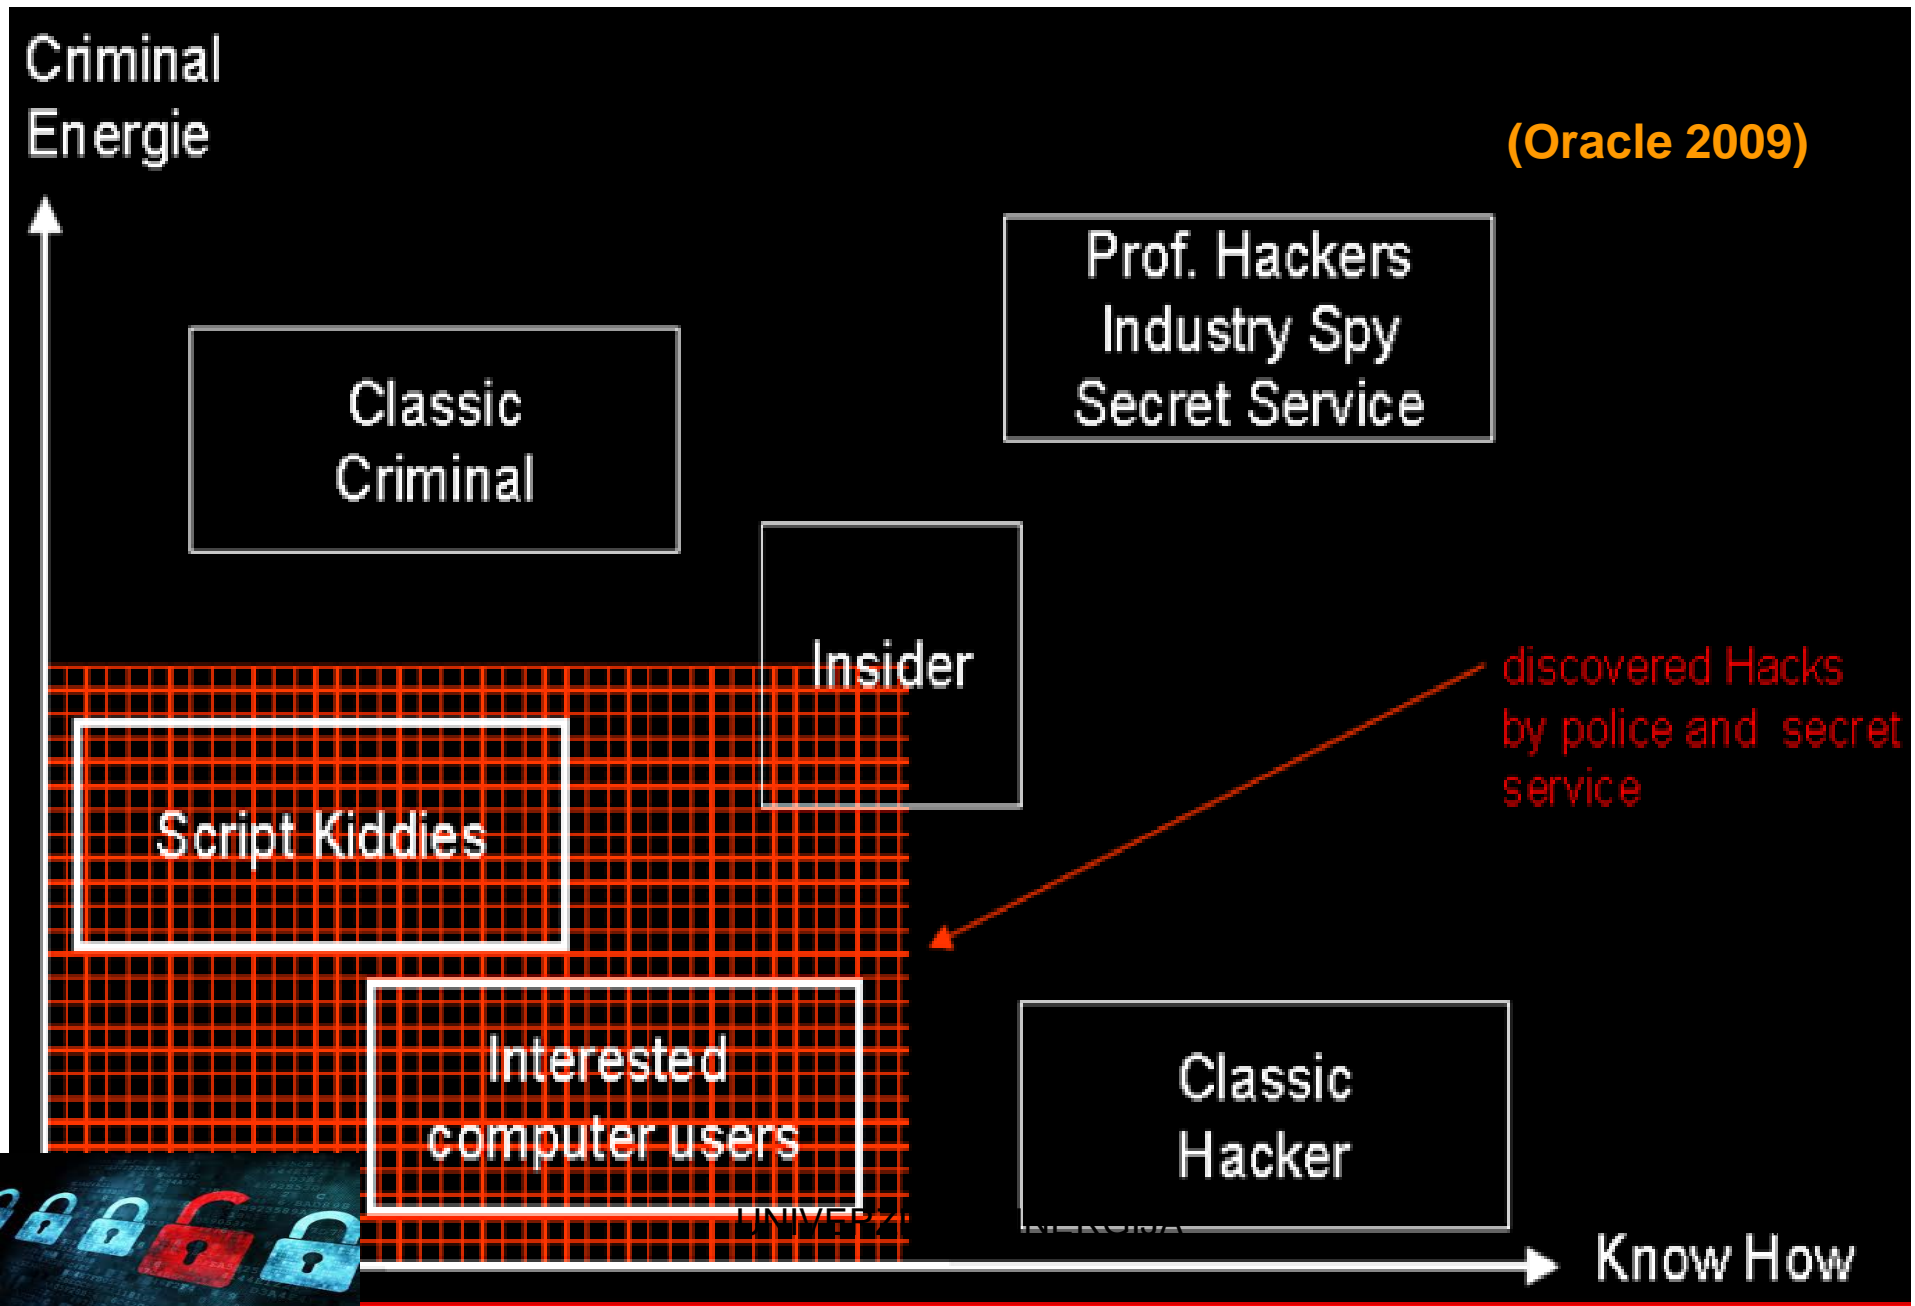 Criminal
Energie
(Oracle 2009)
Prof. Hackers
Industry Spy
Secret Service
Classic
Criminal
Insider
discovered Hacks
by police and secret
service
Script Kiddies
Interested
computer users
Classic
Hacker
Know How